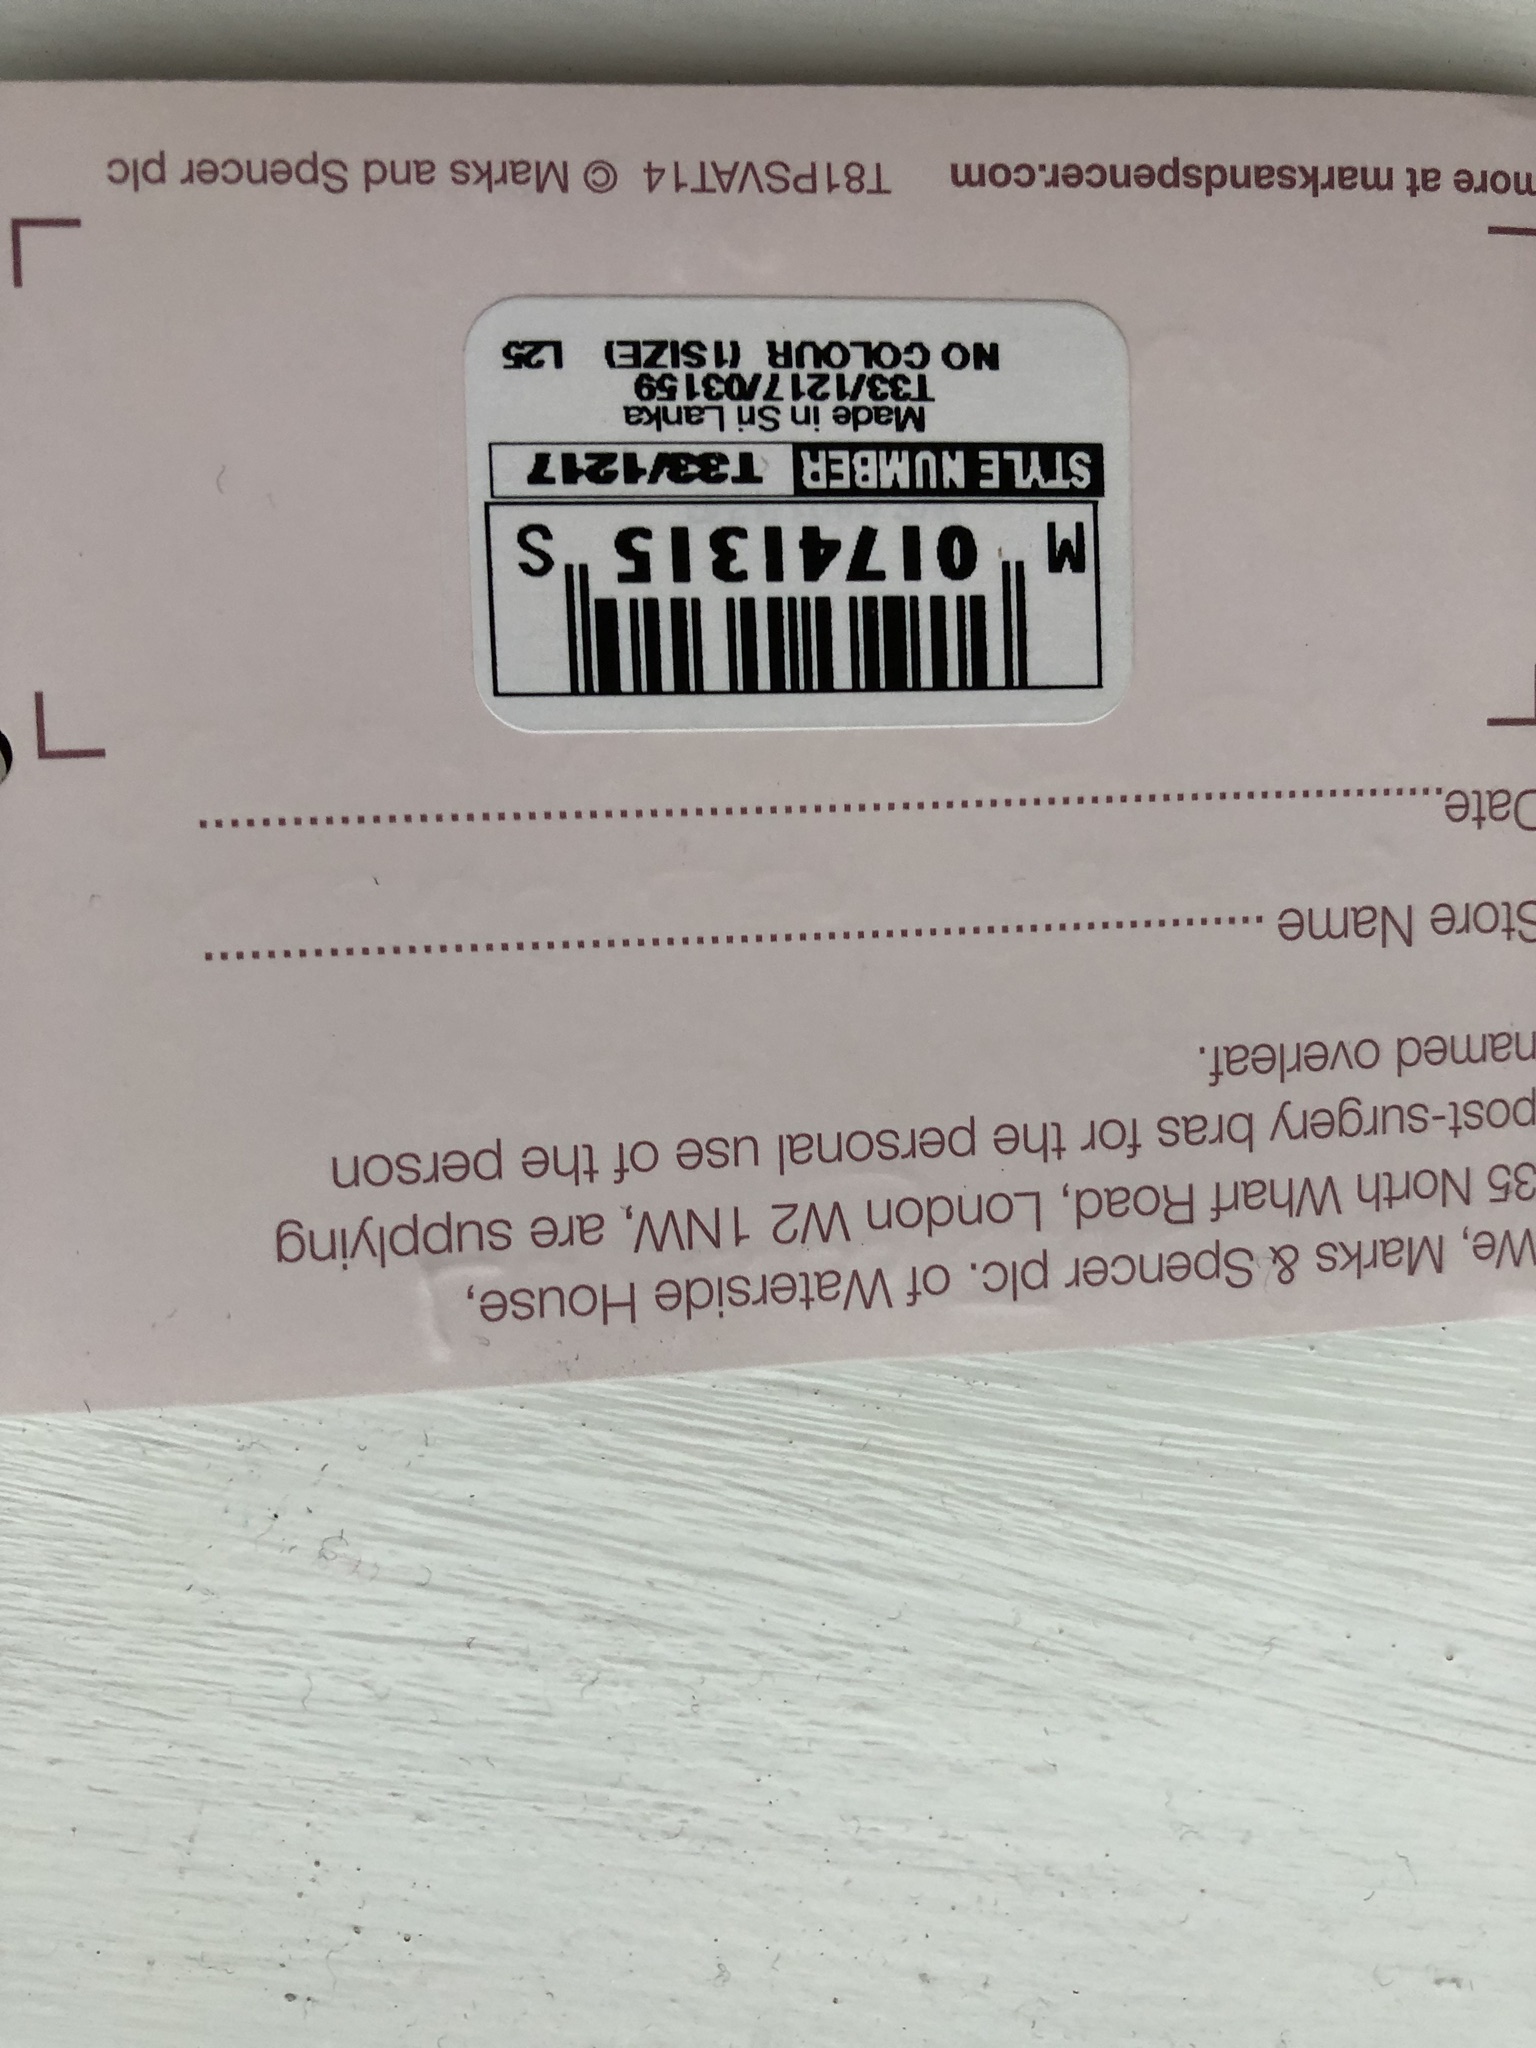 We, Marks & Spencer plc. of Waterside House,
35 North Wharf Road, London W2 1NW, are supplying
post-surgery bras for the personal use of the person
named overleaf.
Store Name
Date
M 01741315 S
STYLE NUMBER T33/1217
Made in Sri Lanka
T33/1217/03159
NO COLOUR (1SIZE) L25
more at marksandspencer.com T81PSVAT14 © Marks and Spencer plc